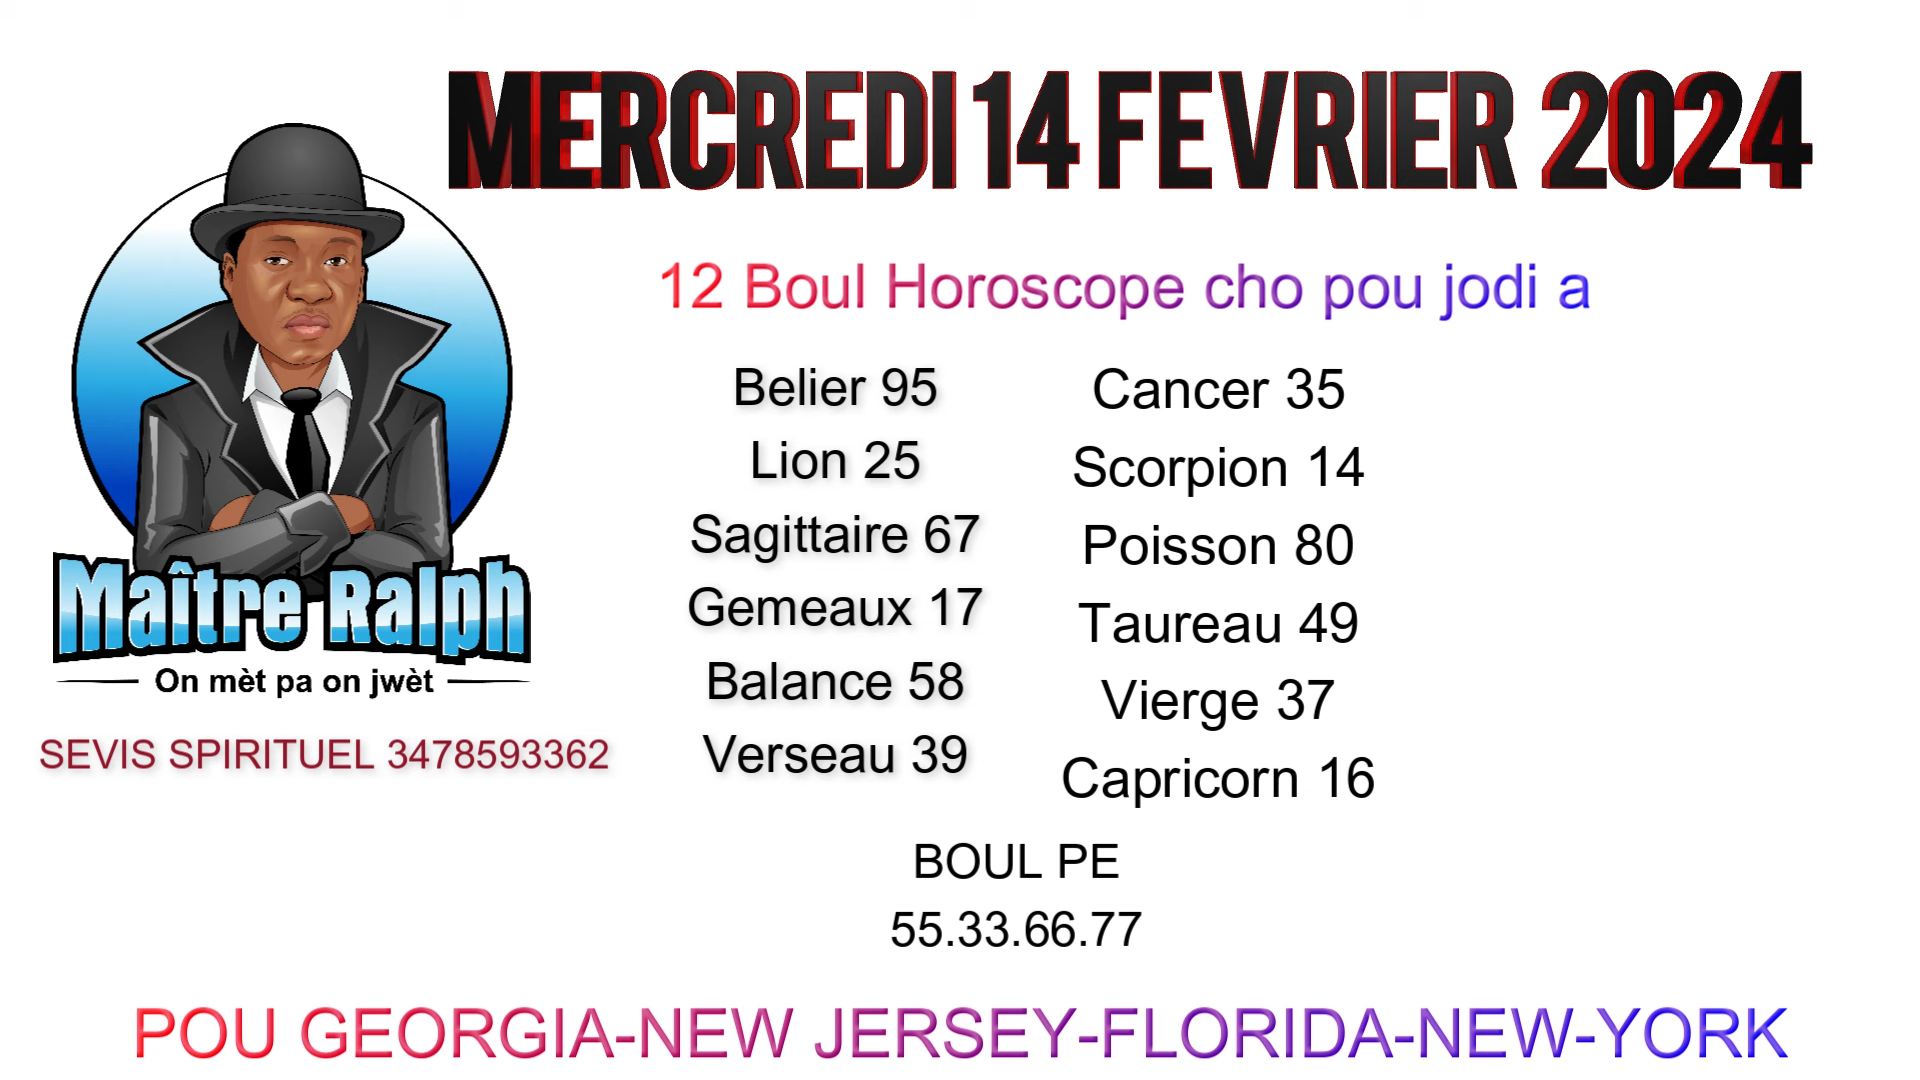 MERCREDI 14 FEVRIER 2024
12 Boul Horoscope cho pou jodi a
Belier 95
Lion 25
Sagittaire 67
Gemeaux 17
Balance 58
Verseau 39
Cancer 35
Scorpion 14
Poisson 80
Taureau 49
Vierge 37
Capricorn 16
Maître Ralph
On mèt pa on jwèt
SEVIS SPIRITUEL 3478593362
BOUL PE
55.33.66.77
POU GEORGIA-NEW JERSEY-FLORIDA-NEW-YORK